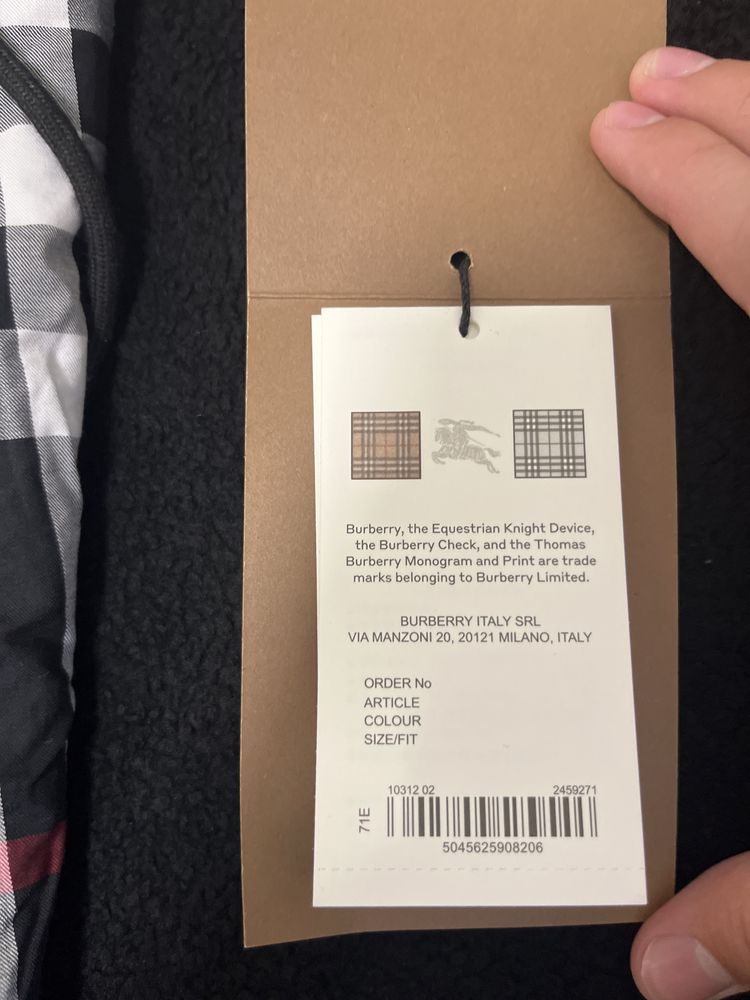 Burberry, the Equestrian Knight Device,
the Burberry Check, and the Thomas
Burberry Monogram and Print are trade
marks belonging to Burberry Limited.
BURBERRY ITALY SRL
VIA MANZONI 20, 20121 MILANO, ITALY
ORDER No
ARTICLE
COLOUR
SIZE/FIT
10312 02 2459271
71E
5045625908206